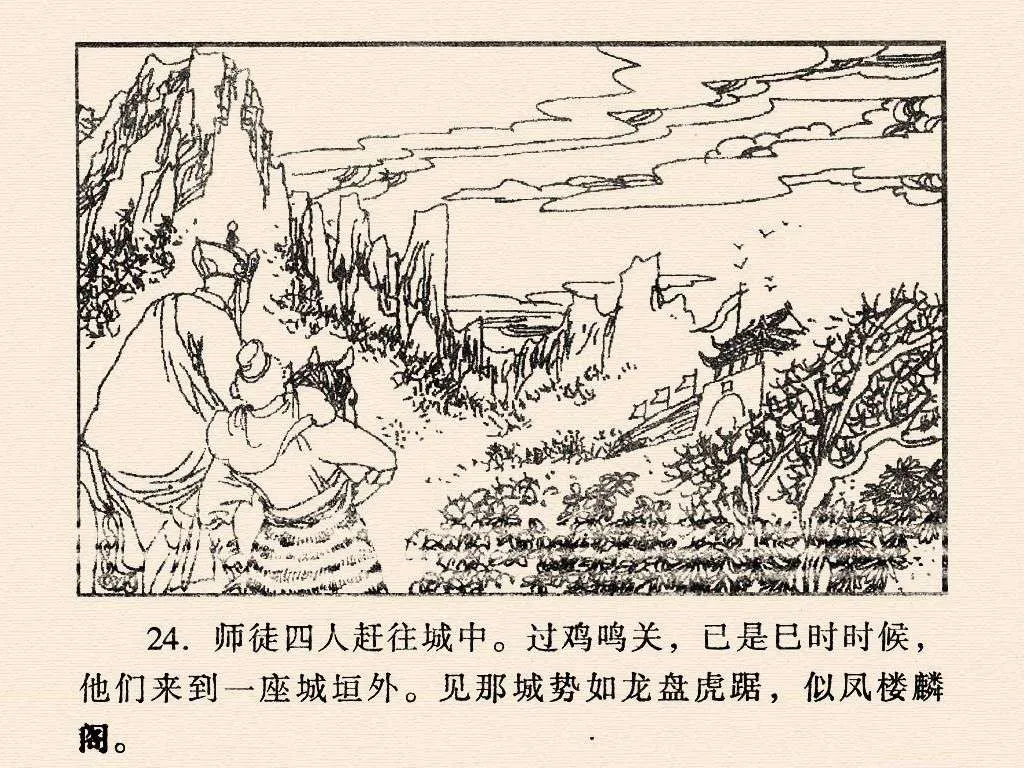 24. 师徒四人赶往城中。过鸡鸣关，已是巳时时候，
他们来到一座城垣外。见那城势如龙盘虎踞，似凤楼麟
阁。